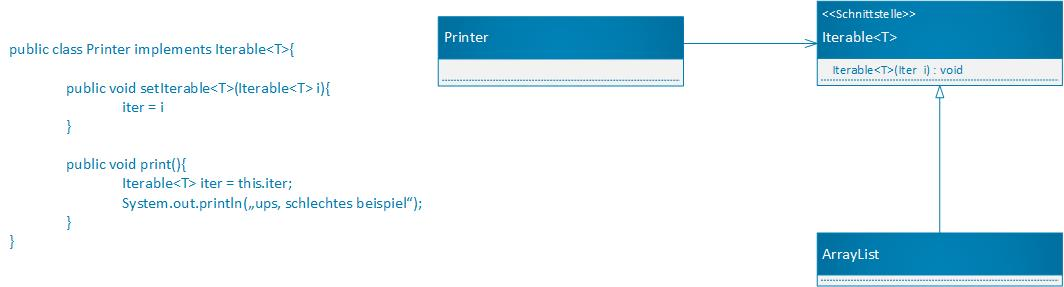 public class Printer implements Iterable<T>{
public void setIterable<T>(Iterable<T> i){
iter = i
}
public void print(){
Iterable<T> iter = this.iter;
System.out.println(„ups, schlechtes beispiel“);
}
}
Printer
<<Schnittstelle>>
Iterable<T>
Iterable<T>(Iter i) : void
ArrayList